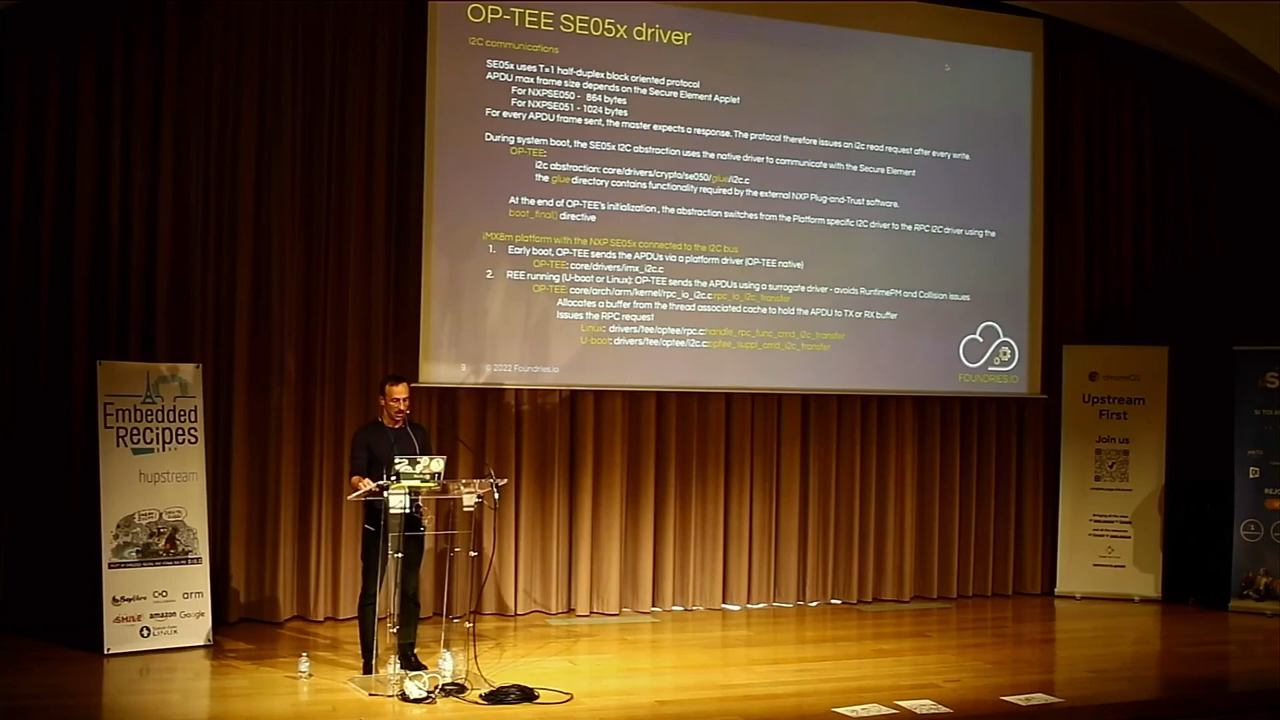 OP-TEE SE05x driver
I2C communications
SE05x uses T=1 half-duplex block oriented protocol
APDU max frame size depends on the Secure Element Applet
For NXPSE050 - 864 bytes
For NXPSE051 - 1024 bytes
For every APDU frame sent, the master expects a response. The protocol therefore issues an i2c read request after every write.
During system boot, the SE05x I2C abstraction uses the native driver to communicate with the Secure Element
OP-TEE:
i2c abstraction: core/drivers/crypto/se050/glue/i2c.c
the glue directory contains functionality required by the external NXP Plug-and-Trust software.
At the end of OP-TEE's initialization, the abstraction switches from the Platform specific I2C driver to the RPC I2C driver using the
boot_final() directive
iMX8m platform with the NXP SE05x connected to the I2C bus
1. Early boot, OP-TEE sends the APDUs via a platform driver (OP-TEE native)
OP-TEE: core/drivers/imx_i2c.c
2. REE running (U-boot or Linux): OP-TEE sends the APDUs using a surrogate driver - avoids RuntimePM and Collision issues
OP-TEE: core/arch/arm/kernel/rpc_io_i2c.c:rpc_io_i2c_transfer
Allocates a buffer from the thread associated cache to hold the APDU to TX or RX buffer
Issues the RPC request
Linux: drivers/tee/optee/rpc.c:handle_rpc_func_cmd_i2c_transfer
U-boot: drivers/tee/optee/i2c.c:optee_suppl_cmd_i2c_transfer
9 © 2022 Foundries.io
FOUNDRIES.IO
Embedded
Recipes
hupstream
BayLibre
arm
SMILE amazon Google
LINUX
Upstream
First
Join us